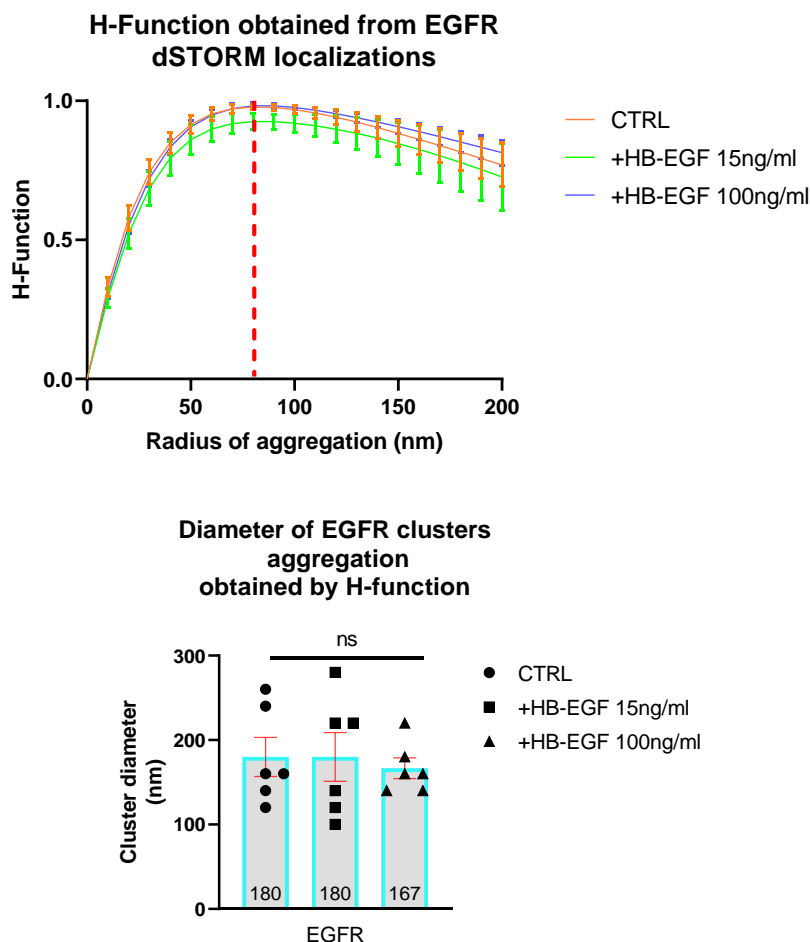 H-Function obtained from EGFR
dSTORM localizations
1.0
0.5
0.0
H-Function
0
50
100
150
200
Radius of aggregation (nm)
CTRL
+HB-EGF 15ng/ml
+HB-EGF 100ng/ml
Diameter of EGFR clusters
aggregation
obtained by H-function
ns
300
200
100
0
Cluster diameter
(nm)
180
180
167
EGFR
CTRL
+HB-EGF 15ng/ml
+HB-EGF 100ng/ml